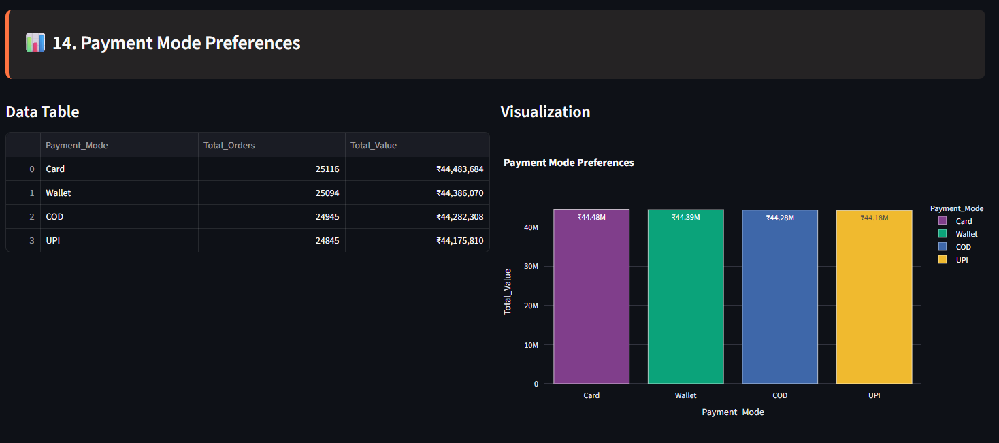 📊 14. Payment Mode Preferences
Data Table
Payment_Mode Total_Orders Total_Value
0 Card 25116 ₹44,483,684
1 Wallet 25094 ₹44,386,070
2 COD 24945 ₹44,282,308
3 UPI 24845 ₹44,175,810
Visualization
Payment Mode Preferences
Total_Value
40M
30M
20M
10M
0
₹44.48M ₹44.39M ₹44.28M ₹44.18M
Card Wallet COD UPI
Payment_Mode
Payment_Mode
Card
Wallet
COD
UPI